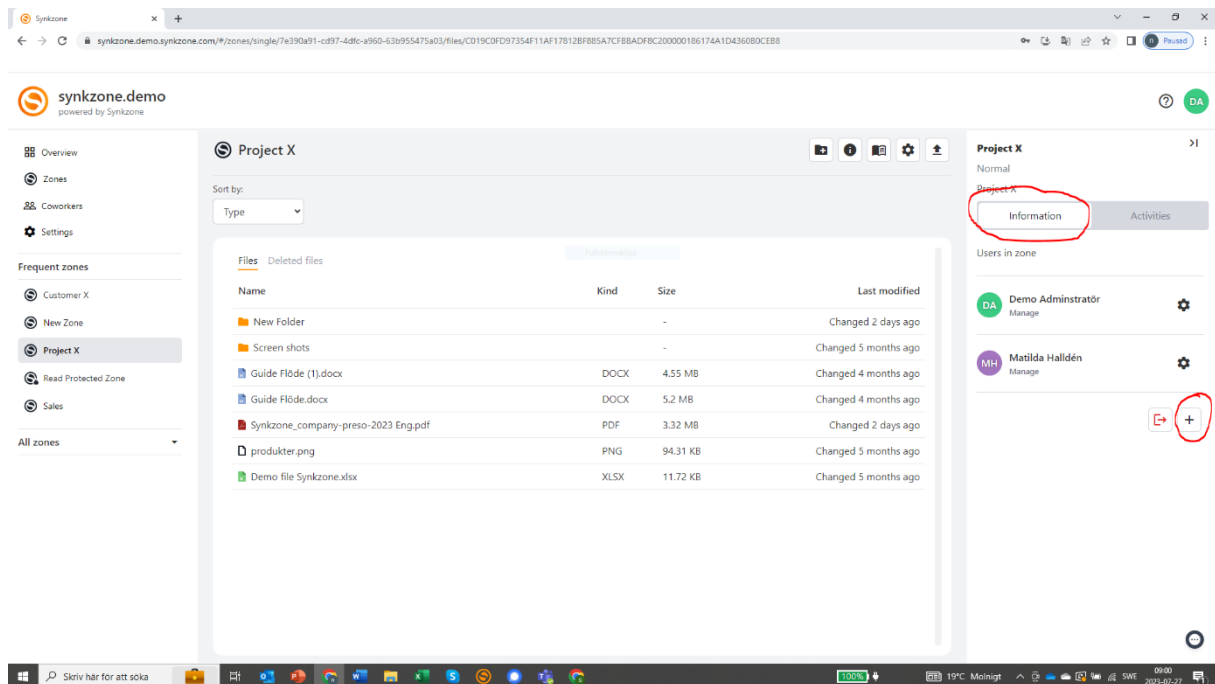 Synkzone
synkzone.demo.synkzone.com/#/zones/single/7e390a91-cd97-4dfc-a960-63b955475a03/files/C019C0FD97354F11AF17812BF885A7CFBBADF8C200000186174A1D4360B0CEB8
n Pausad
synkzone.demo
powered by Synkzone
DA
Overview
Zones
Coworkers
Settings
Frequent zones
Customer X
New Zone
Project X
Read Protected Zone
Sales
All zones
Project X
Sort by:
Type
Files Deleted files
Name Kind Size Last modified
New Folder - Changed 2 days ago
Screen shots - Changed 5 months ago
Guide Flöde (1).docx DOCX 4.55 MB Changed 4 months ago
Guide Flöde.docx DOCX 5.2 MB Changed 4 months ago
Synkzone_company-preso-2023 Eng.pdf PDF 3.32 MB Changed 2 days ago
produkter.png PNG 94.31 KB Changed 5 months ago
Demo file Synkzone.xlsx XLSX 11.72 KB Changed 5 months ago
Project X
Normal
Project X
Information Activities
Users in zone
DA Demo Adminstratör
Manage
MH Matilda Halldén
Manage
Skriv här för att söka
100% 19°C Molnigt SWE 09:00
2023-07-27